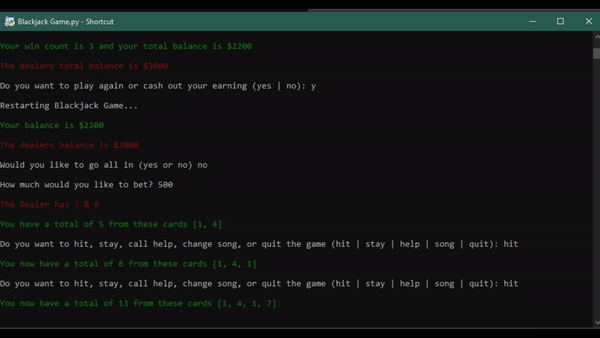 Blackjack Game.py - Shortcut
Your win count is 3 and your total balance is $2200
The dealers total balance is $3800
Do you want to play again or cash out your earning (yes | no): y
Restarting Blackjack Game...
Your balance is $2200
The dealers balance is $3800
Would you like to go all in (yes or no) no
How much would you like to bet? 500
The Dealer has ? & 8
You have a total of 5 from these cards [1, 4]
Do you want to hit, stay, call help, change song, or quit the game (hit | stay | help | song | quit): hit
You now have a total of 6 from these cards [1, 4, 1]
Do you want to hit, stay, call help, change song, or quit the game (hit | stay | help | song | quit): hit
You now have a total of 13 from these cards [1, 4, 1, 7]